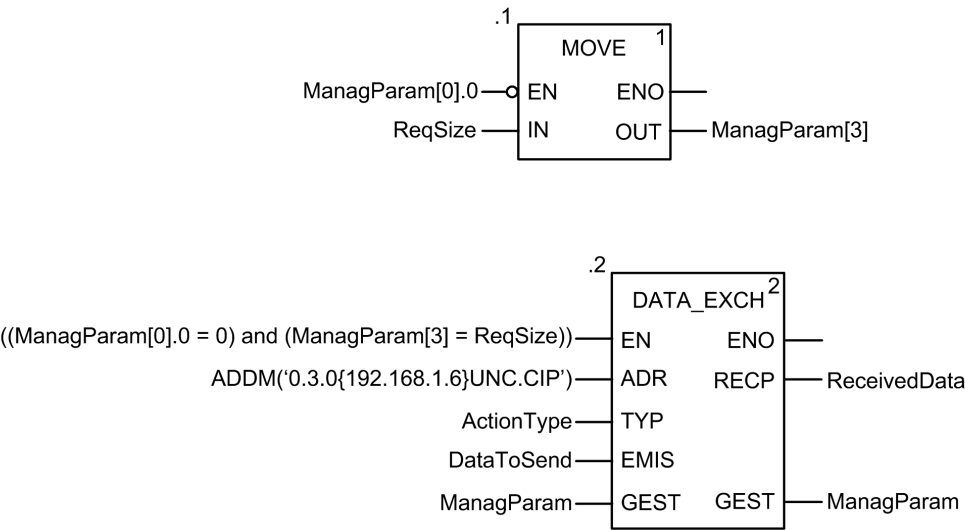 .1
MOVE 1
ManagParam[0].0 EN ENO
ReqSize IN OUT ManagParam[3]
.2
DATA_EXCH 2
((ManagParam[0].0 = 0) and (ManagParam[3] = ReqSize)) EN ENO
ADDM(‘0.3.0{192.168.1.6}UNC.CIP’) ADR RECP ReceivedData
ActionType TYP
DataToSend EMIS
ManagParam GEST GEST ManagParam